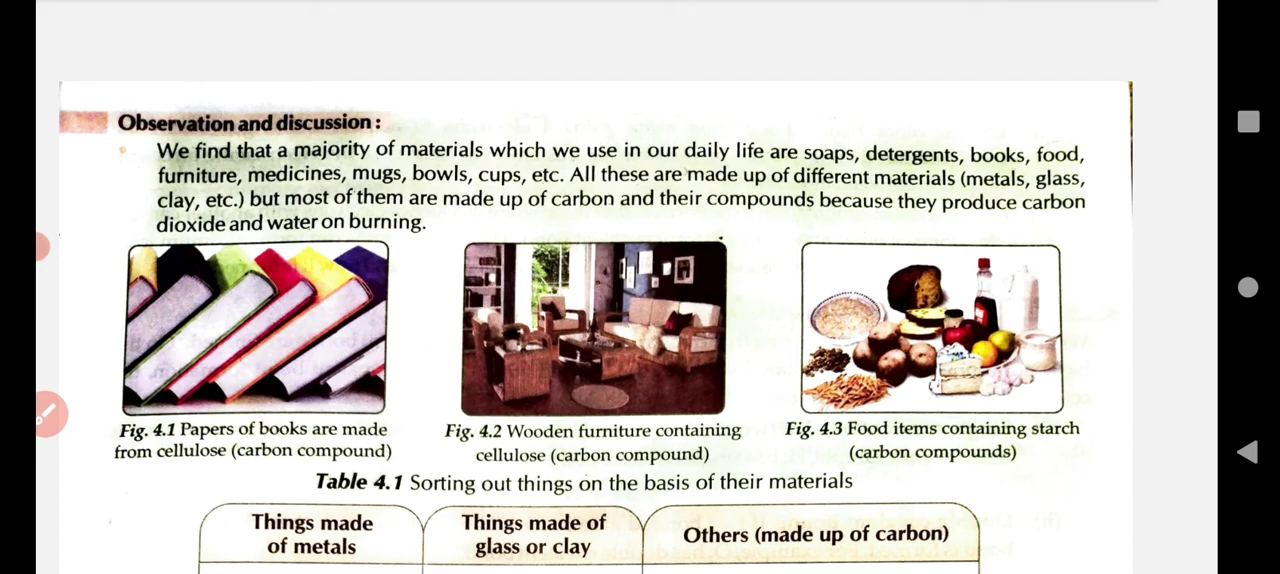 Observation and discussion :
We find that a majority of materials which we use in our daily life are soaps, detergents, books, food,
furniture, medicines, mugs, bowls, cups, etc. All these are made up of different materials (metals, glass,
clay, etc.) but most of them are made up of carbon and their compounds because they produce carbon
dioxide and water on burning.
Fig. 4.1 Papers of books are made
from cellulose (carbon compound)
Fig. 4.2 Wooden furniture containing
cellulose (carbon compound)
Fig. 4.3 Food items containing starch
(carbon compounds)
Table 4.1 Sorting out things on the basis of their materials
Things made
of metals
Things made of
glass or clay
Others (made up of carbon)